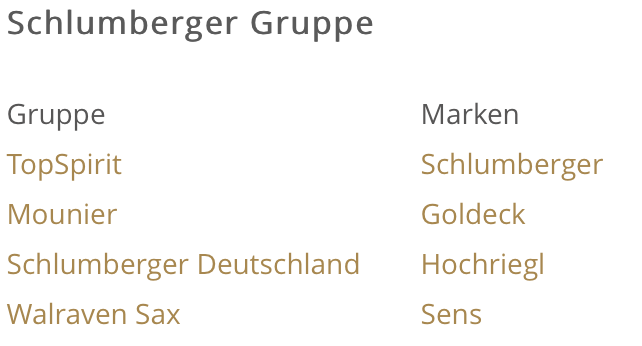 Schlumberger Gruppe
Gruppe
TopSpirit
Mounier
Schlumberger Deutschland
Walraven Sax
Marken
Schlumberger
Goldeck
Hochriegl
Sens